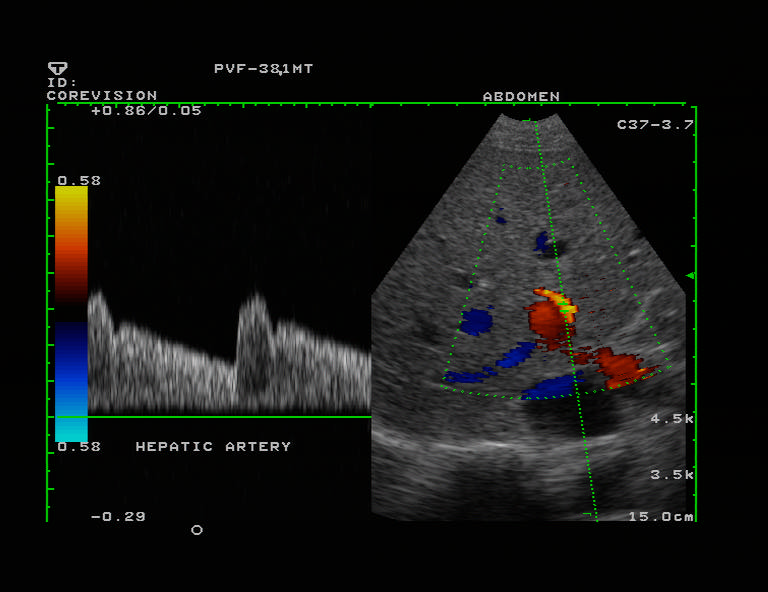 PVF-381MT
ID:
COREVISION
ABDOMEN
+0.86/0.05
C37-3.7
0.58
4.5k
0.58
HEPATIC ARTERY
3.5k
-0.29
15.0cm